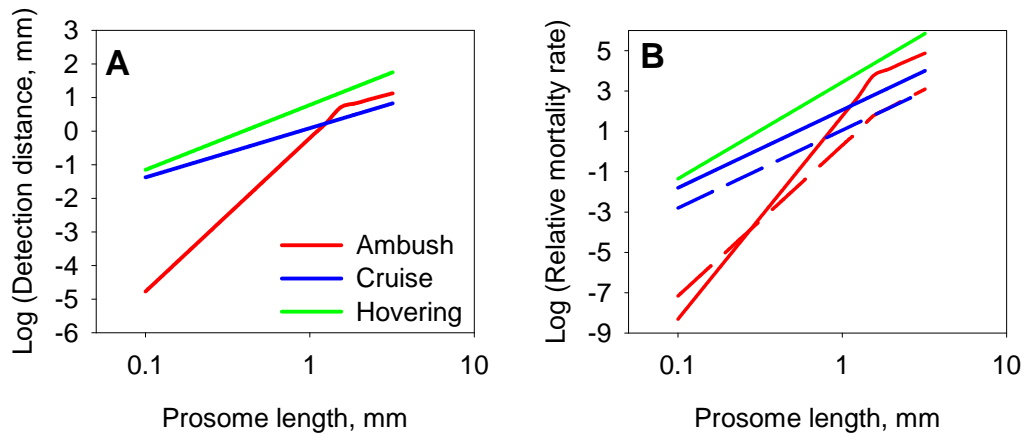 A
Log (Detection distance, mm)
3
2
1
0
-1
-2
-3
-4
-5
-6
Ambush
Cruise
Hovering
0.1 1 10
Prosome length, mm
B
Log (Relative mortality rate)
5
3
1
-1
-3
-5
-7
-9
0.1 1 10
Prosome length, mm